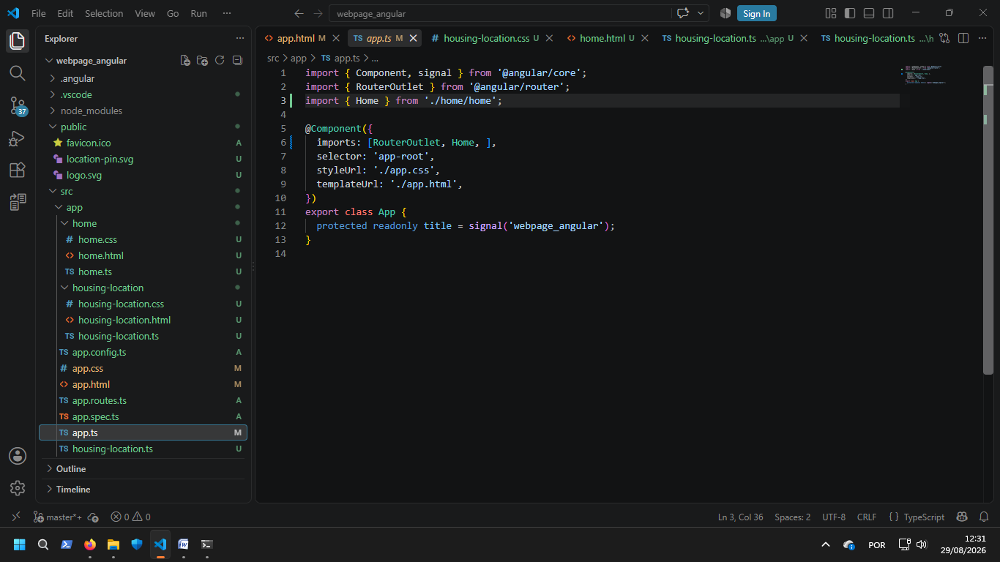 File Edit Selection View Go Run ··· webpage_angular Sign In
Explorer ···
app.html M
TS app.ts M
# housing-location.css U
home.html U
TS housing-location.ts ...\app U
TS housing-location.ts ...\h
webpage_angular
src > app > TS app.ts > ...
.angular
.vscode
node_modules
public
favicon.ico A
location-pin.svg U
logo.svg U
src
app
home
# home.css U
home.html U
TS home.ts U
housing-location
# housing-location.css U
housing-location.html U
TS housing-location.ts U
TS app.config.ts A
# app.css M
app.html M
TS app.routes.ts A
TS app.spec.ts A
TS app.ts M
TS housing-location.ts U
Outline
Timeline
37
1 import { Component, signal } from '@angular/core';
2 import { RouterOutlet } from '@angular/router';
3 import { Home } from './home/home';
4
5 @Component({
6 imports: [RouterOutlet, Home, ],
7 selector: 'app-root',
8 styleUrl: './app.css',
9 templateUrl: './app.html',
10 })
11 export class App {
12 protected readonly title = signal('webpage_angular');
13 }
14
master*+ 0 0 Ln 3, Col 36 Spaces: 2 UTF-8 CRLF { } TypeScript
POR 12:31
29/08/2026